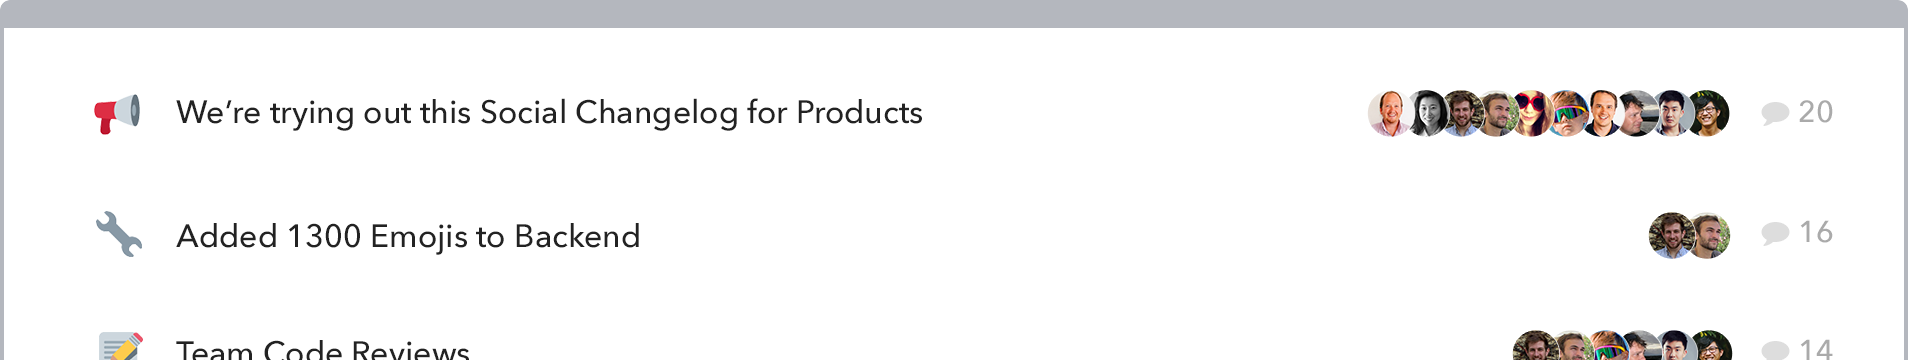 We’re trying out this Social Changelog for Products 20
Added 1300 Emojis to Backend 16
Team Code Reviews 14